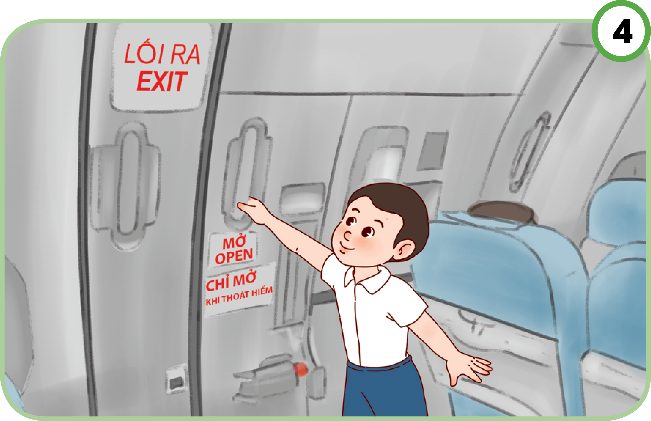 4
LỐI RA
EXIT
MỞ
OPEN
CHỈ MỞ
KHI THOÁT HIỂM